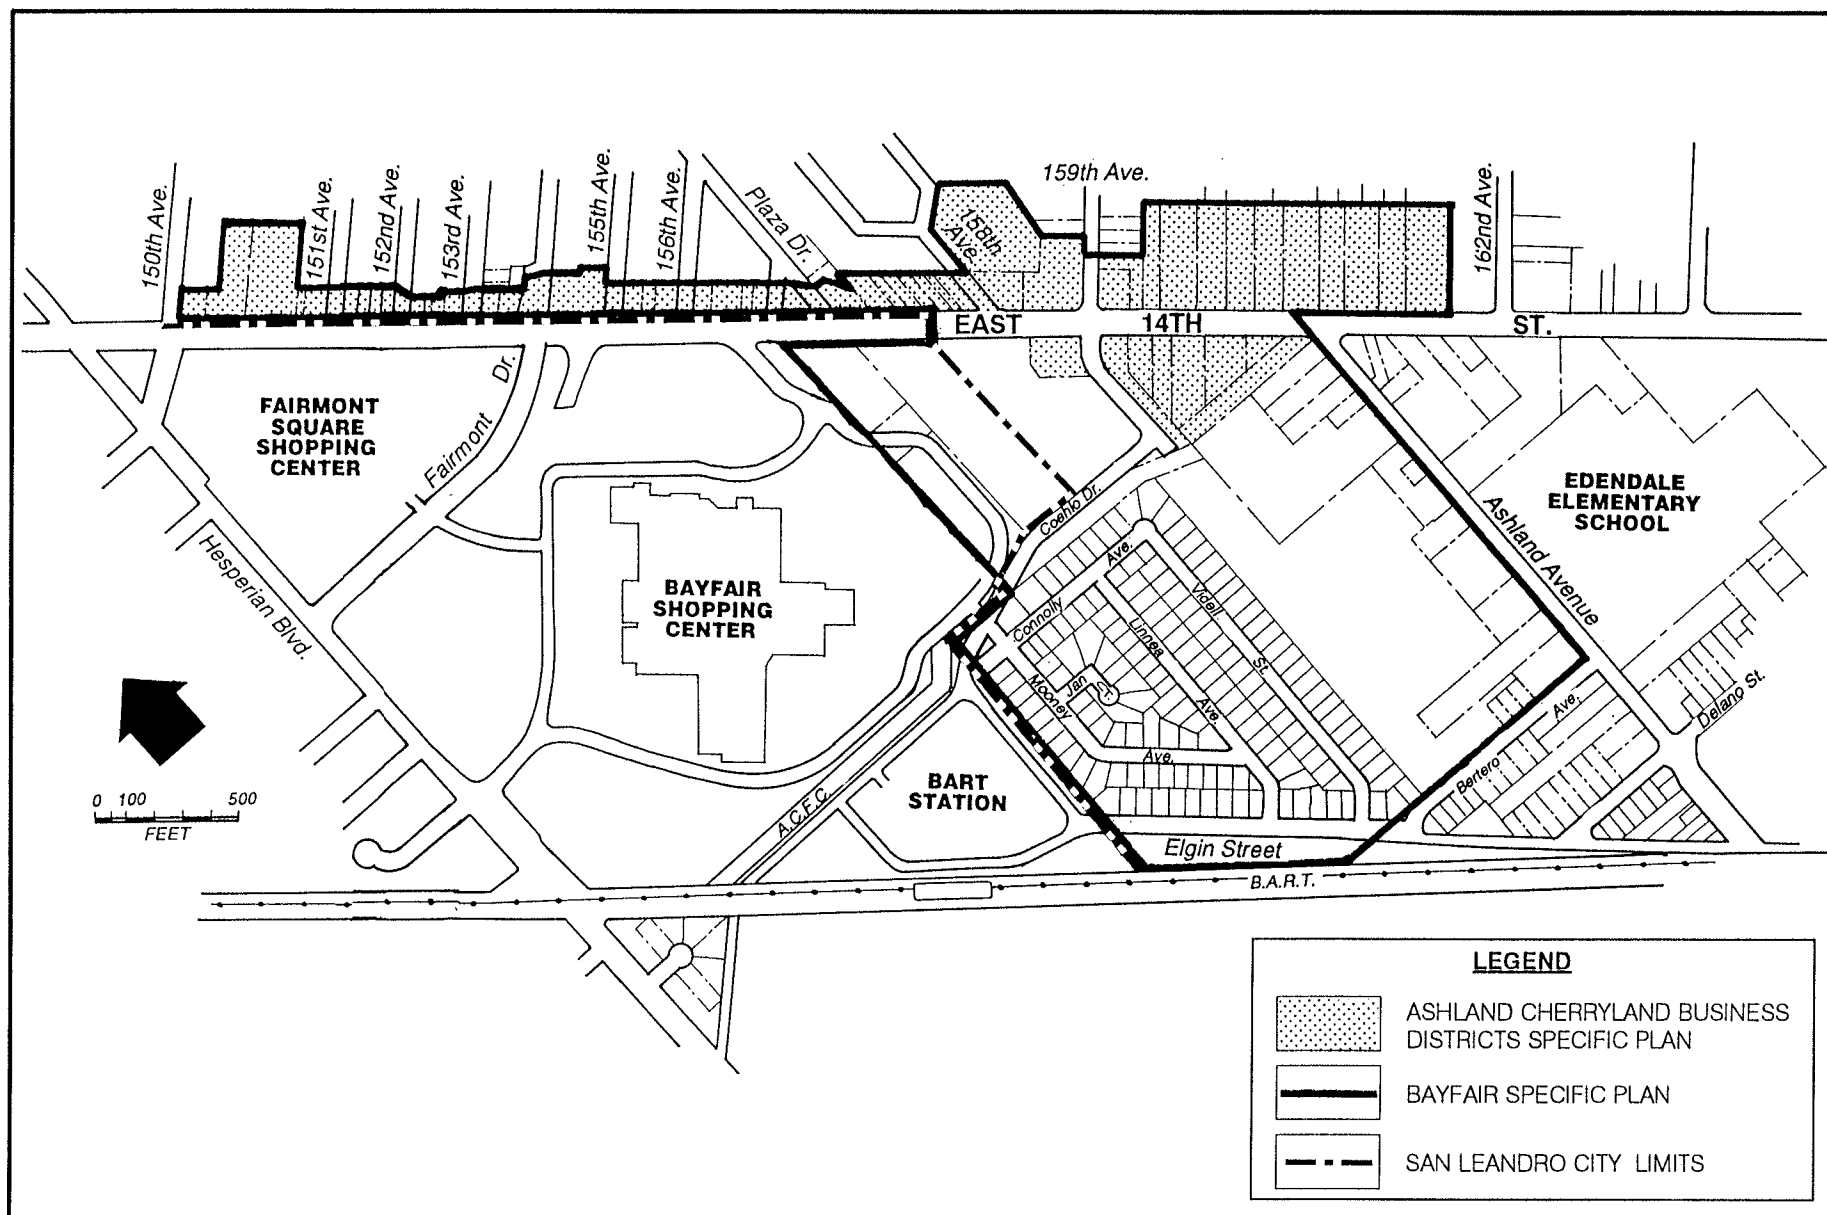 150th Ave.
151st Ave.
152nd Ave.
153rd Ave.
155th Ave.
156th Ave.
Plaza Dr.
158th
Ave.
159th Ave.
162nd Ave.
EAST 14TH ST.
FAIRMONT
SQUARE
SHOPPING
CENTER
Fairmont Dr.
Hesperian Blvd.
BAYFAIR
SHOPPING
CENTER
Coehlo Dr.
Connolly Ave.
Videll St.
Linnea Ave.
Jan CT.
Mooney Ave.
EDENDALE
ELEMENTARY
SCHOOL
Ashland Avenue
Delano St.
Bertero Ave.
BART
STATION
A.C.F.C.
Elgin Street
B.A.R.T.
0 100 500
FEET
LEGEND
ASHLAND CHERRYLAND BUSINESS
DISTRICTS SPECIFIC PLAN
BAYFAIR SPECIFIC PLAN
SAN LEANDRO CITY LIMITS